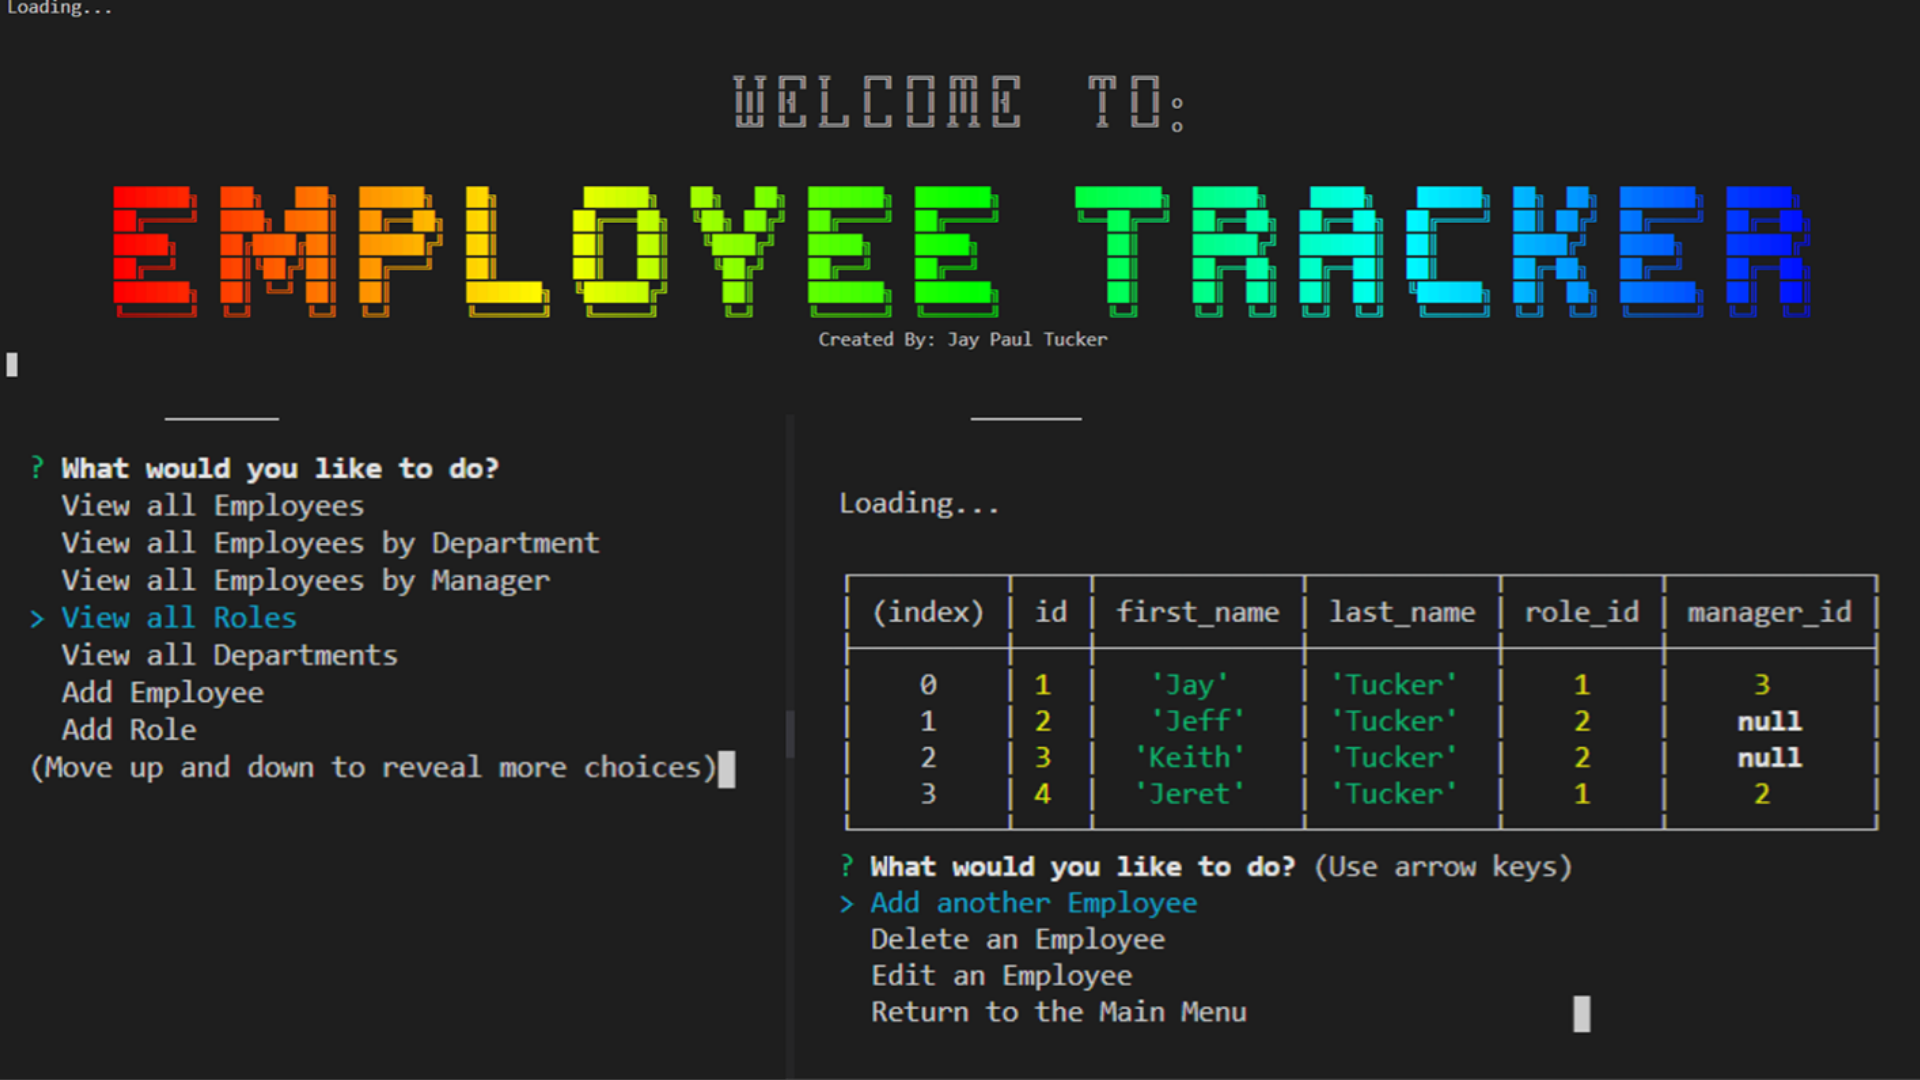 Loading...
WELCOME TO:
EMPLOYEE TRACKER
Created By: Jay Paul Tucker
? What would you like to do?
View all Employees
View all Employees by Department
View all Employees by Manager
> View all Roles
View all Departments
Add Employee
Add Role
(Move up and down to reveal more choices)
Loading...
(index) id first_name last_name role_id manager_id
0 1 'Jay' 'Tucker' 1 3
1 2 'Jeff' 'Tucker' 2 null
2 3 'Keith' 'Tucker' 2 null
3 4 'Jeret' 'Tucker' 1 2
? What would you like to do? (Use arrow keys)
> Add another Employee
Delete an Employee
Edit an Employee
Return to the Main Menu